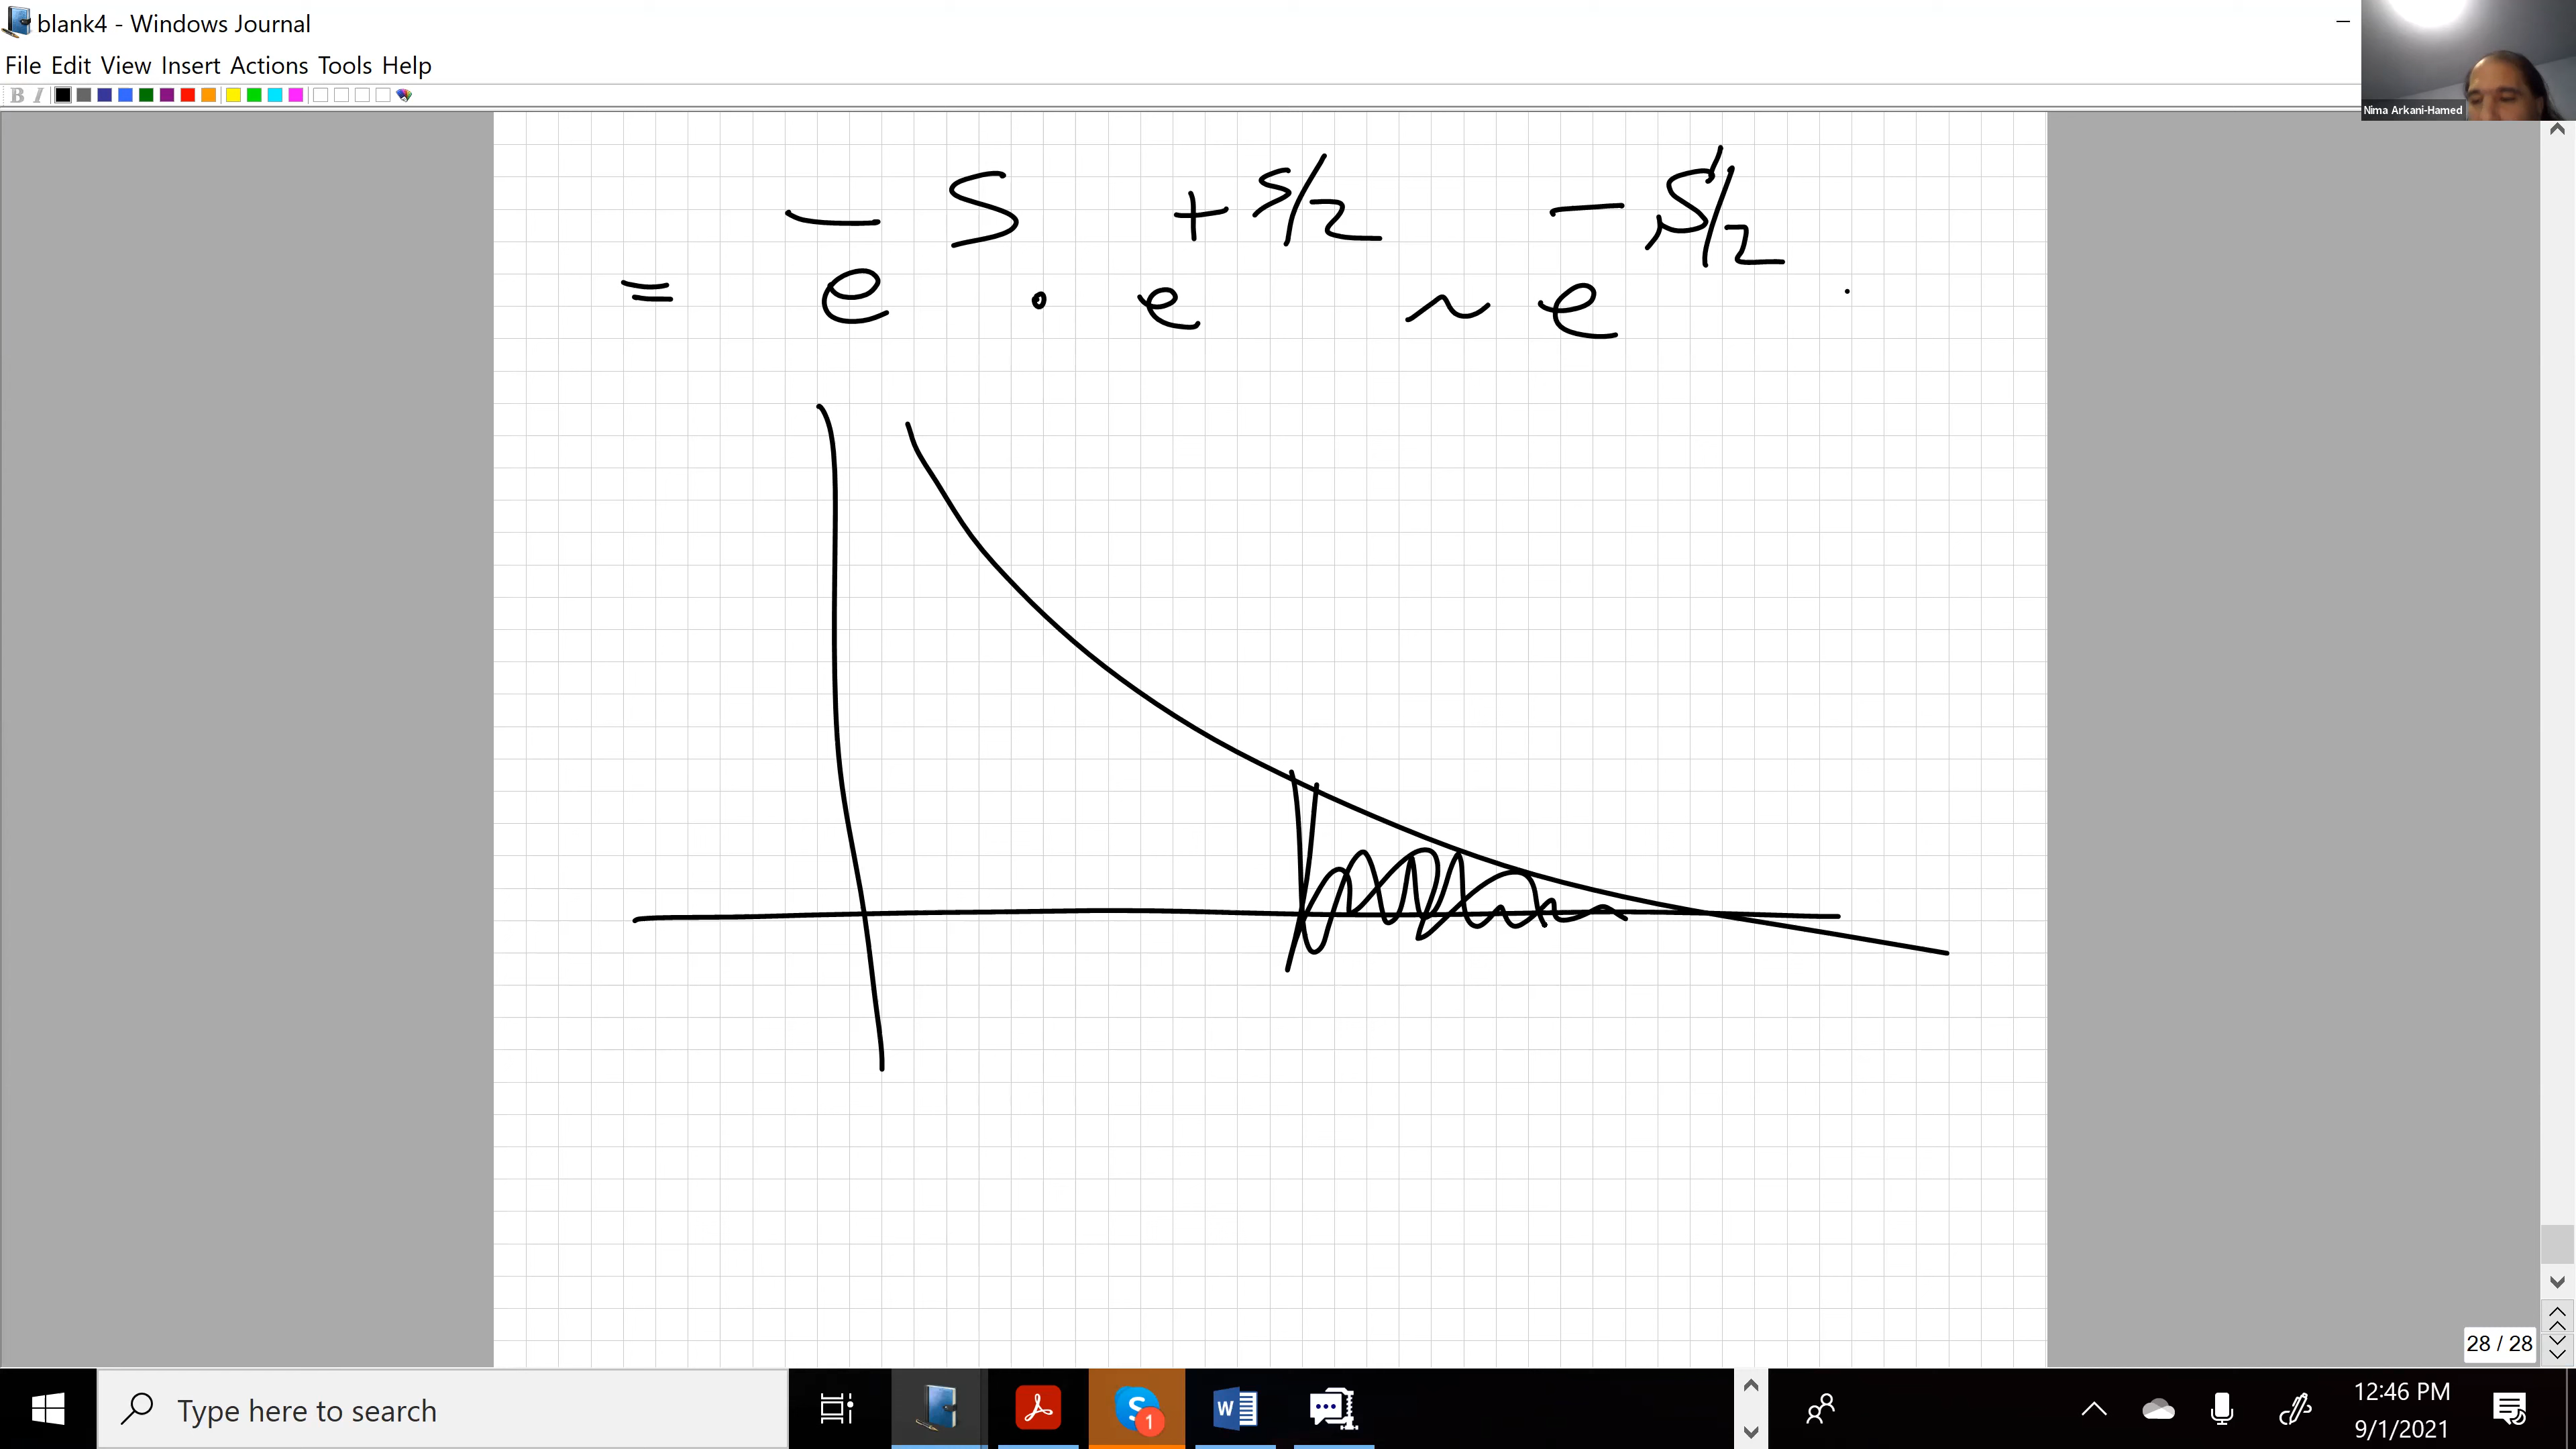 blank4 - Windows Journal
Nima Arkani-Hamed
File Edit View Insert Actions Tools Help
B I
= e^{-S} · e^{+S/2} ~ e^{-S/2} .
28 / 28
Type here to search
S 1
W
12:46 PM
9/1/2021